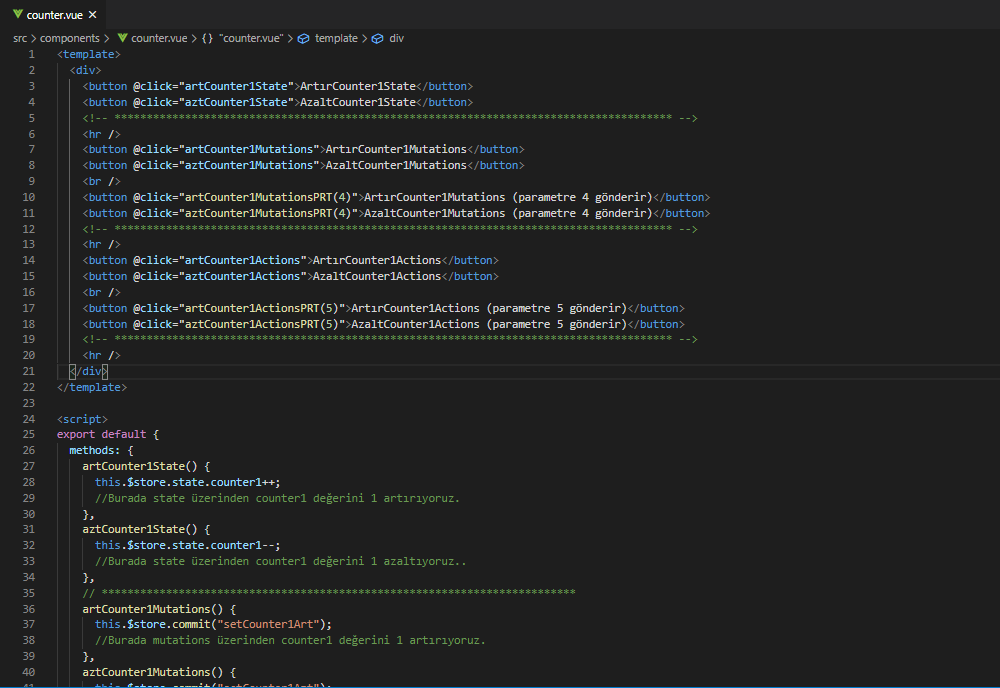 counter.vue ×
src > components > counter.vue > {} "counter.vue" > template > div
1 <template>
2 <div>
3 <button @click="artCounter1State">ArtırCounter1State</button>
4 <button @click="aztCounter1State">AzaltCounter1State</button>
5 <!-- *************************************************************************************** -->
6 <hr />
7 <button @click="artCounter1Mutations">ArtırCounter1Mutations</button>
8 <button @click="aztCounter1Mutations">AzaltCounter1Mutations</button>
9 <br />
10 <button @click="artCounter1MutationsPRT(4)">ArtırCounter1Mutations (parametre 4 gönderir)</button>
11 <button @click="aztCounter1MutationsPRT(4)">AzaltCounter1Mutations (parametre 4 gönderir)</button>
12 <!-- *************************************************************************************** -->
13 <hr />
14 <button @click="artCounter1Actions">ArtırCounter1Actions</button>
15 <button @click="aztCounter1Actions">AzaltCounter1Actions</button>
16 <br />
17 <button @click="artCounter1ActionsPRT(5)">ArtırCounter1Actions (parametre 5 gönderir)</button>
18 <button @click="aztCounter1ActionsPRT(5)">AzaltCounter1Actions (parametre 5 gönderir)</button>
19 <!-- *************************************************************************************** -->
20 <hr />
21 </div>
22 </template>
23
24 <script>
25 export default {
26 methods: {
27 artCounter1State() {
28 this.$store.state.counter1++;
29 //Burada state üzerinden counter1 değerini 1 artırıyoruz.
30 },
31 aztCounter1State() {
32 this.$store.state.counter1--;
33 //Burada state üzerinden counter1 değerini 1 azaltıyoruz..
34 },
35 // **************************************************************************
36 artCounter1Mutations() {
37 this.$store.commit("setCounter1Art");
38 //Burada mutations üzerinden counter1 değerini 1 artırıyoruz.
39 },
40 aztCounter1Mutations() {